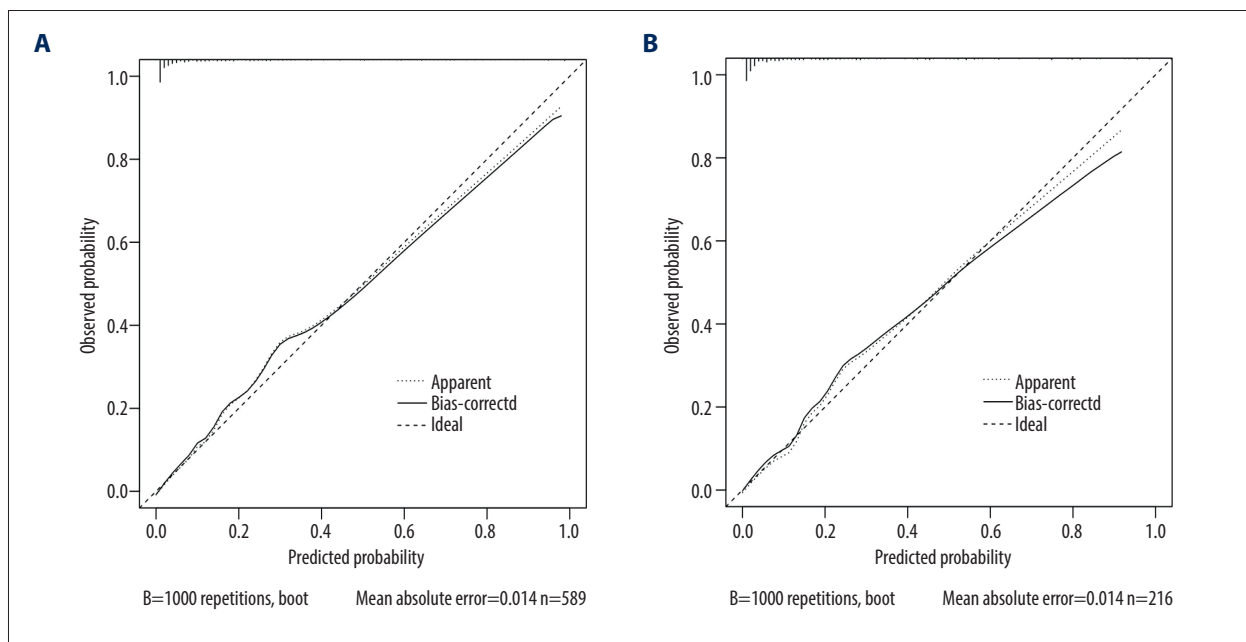 A
1.0
0.8
0.6
0.4
0.2
0.0
Observed probability
Apparent
Bias-correctd
Ideal
0.0 0.2 0.4 0.6 0.8 1.0
Predicted probability
B=1000 repetitions, boot Mean absolute error=0.014 n=589
B
1.0
0.8
0.6
0.4
0.2
0.0
Observed probability
Apparent
Bias-correctd
Ideal
0.0 0.2 0.4 0.6 0.8 1.0
Predicted probability
B=1000 repetitions, boot Mean absolute error=0.014 n=216